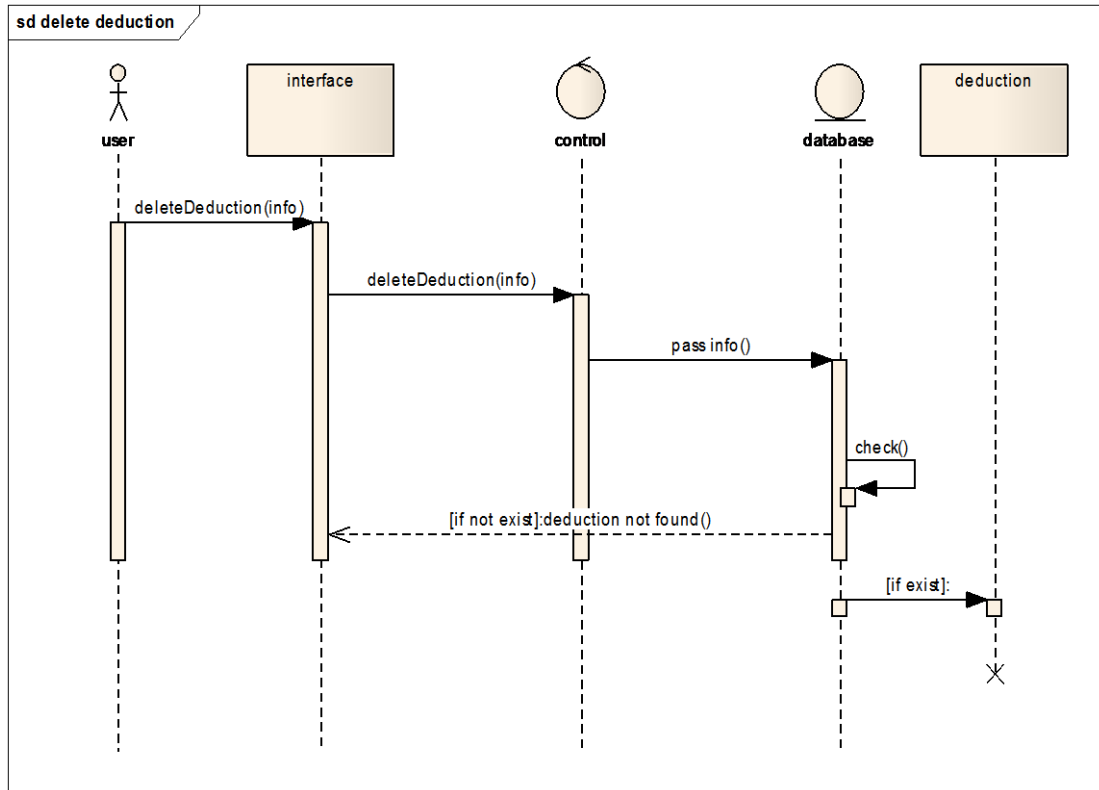 sd delete deduction
user
interface
control
database
deduction
deleteDeduction(info)
deleteDeduction(info)
pass info()
check()
[if not exist]:deduction not found()
[if exist]: